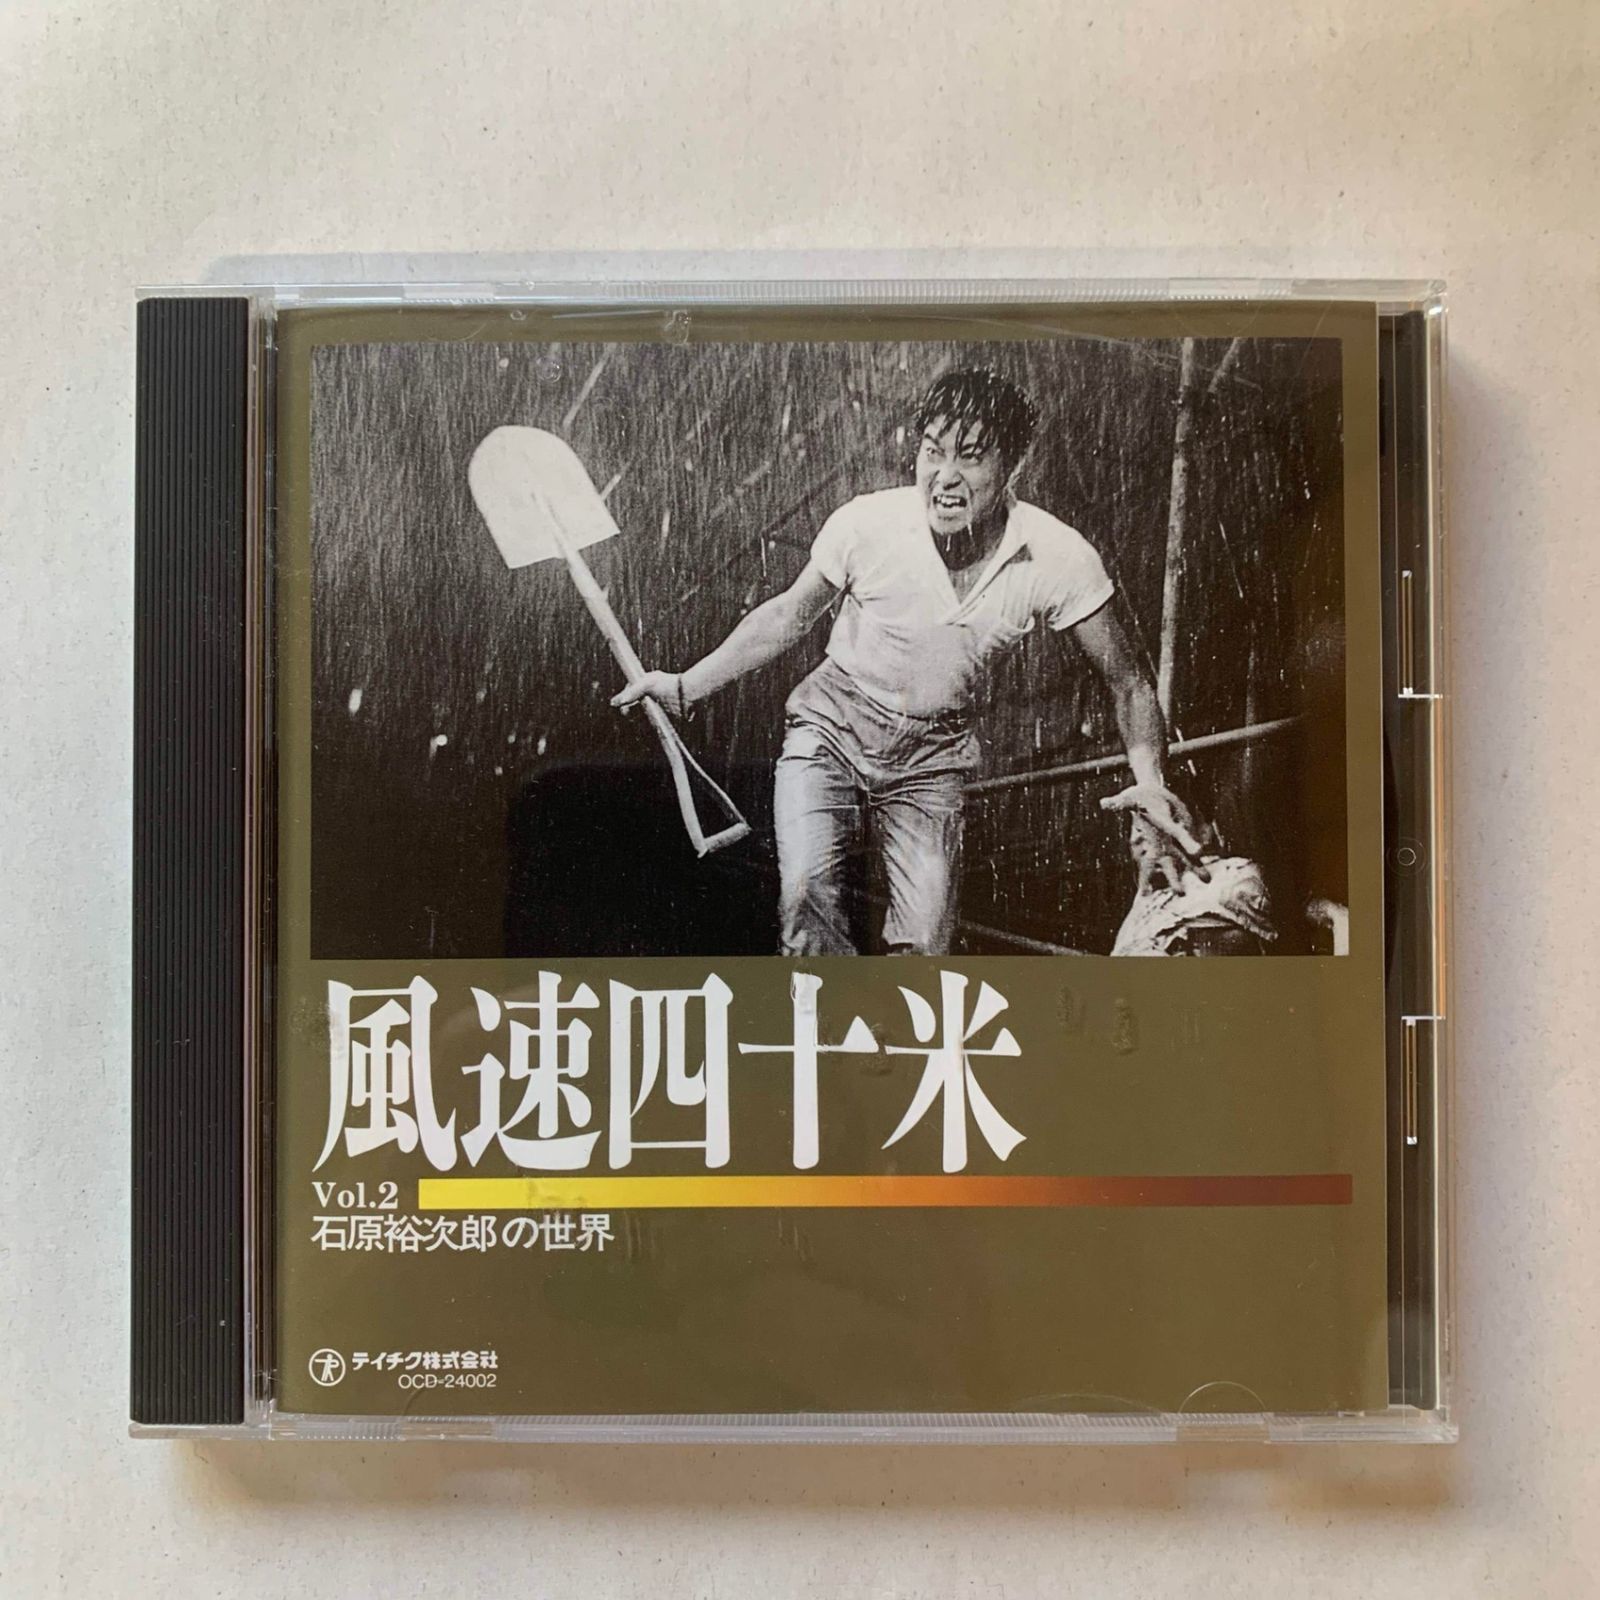 風速四十米
Vol.2
石原裕次郎の世界
テイチク株式会社
OCD-24002